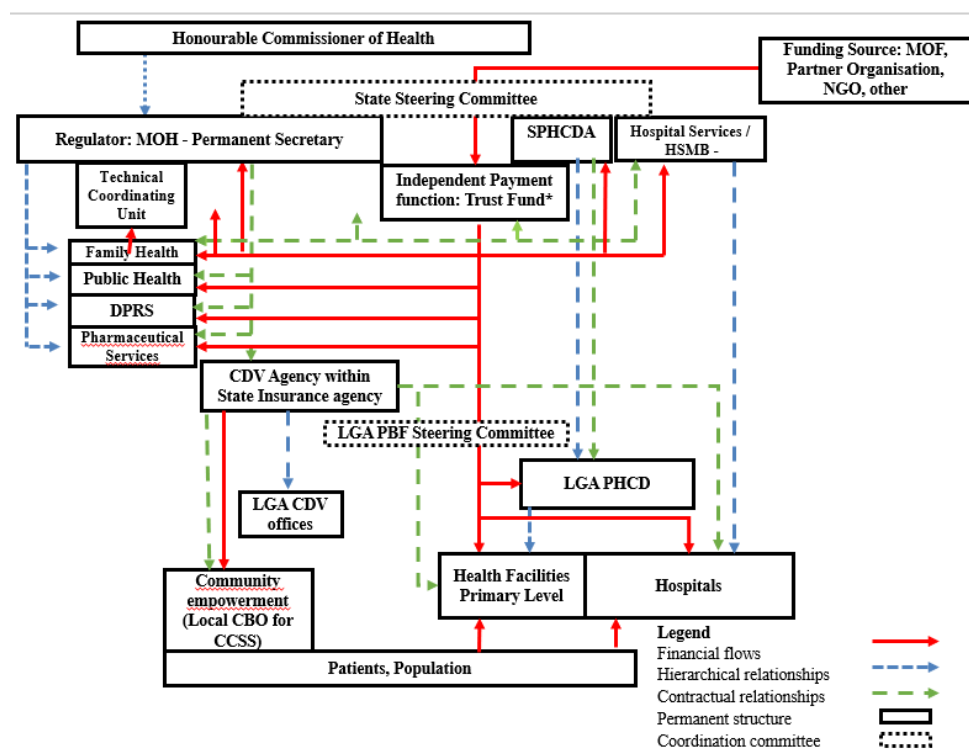 Honourable Commissioner of Health
Funding Source: MOF,
Partner Organisation,
NGO, other
State Steering Committee
Regulator: MOH - Permanent Secretary
SPHCDA
Hospital Services /
HSMB -
Technical
Coordinating
Unit
Independent Payment
function: Trust Fund*
Family Health
Public Health
DPRS
Pharmaceutical
Services
CDV Agency within
State Insurance agency
LGA PBF Steering Committee
LGA PHCD
LGA CDV
offices
Health Facilities
Primary Level
Hospitals
Community
empowerment
(Local CBO for
CCSS)
Patients, Population
Legend
Financial flows
Hierarchical relationships
Contractual relationships
Permanent structure
Coordination committee